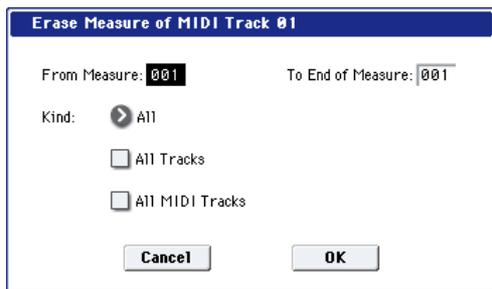 Erase Measure of MIDI Track 01
From Measure: 001 To End of Measure: 001
Kind: All
All Tracks
All MIDI Tracks
Cancel OK